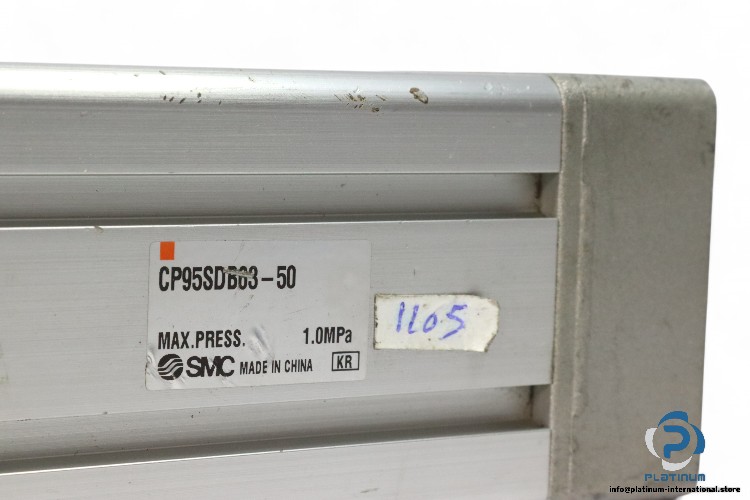 CP95SDB63-50
MAX.PRESS. 1.0MPa
SMC MADE IN CHINA KR
1105
PLATINUM
info@platinum-international.store